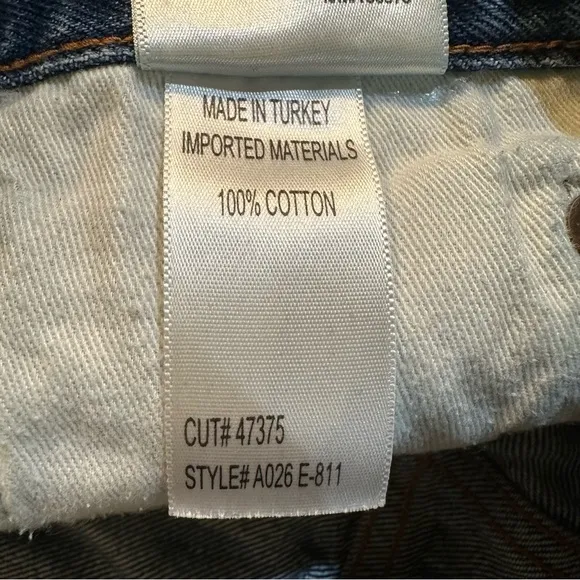 MADE IN TURKEY
IMPORTED MATERIALS
100% COTTON
CUT# 47375
STYLE# A026 E-811